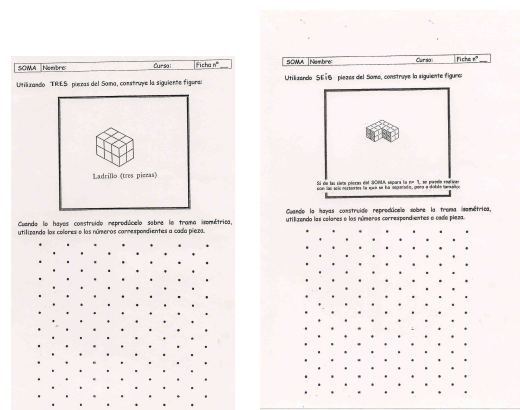 SOMA Nombre: Curso: Ficha nº __
Utilizando TRES piezas del Soma, construye la siguiente figura:
Ladrillo (tres piezas)
Cuando lo hayas construido reprodúcelo sobre la trama isométrica,
utilizando los colores o los números correspondientes a cada pieza.
SOMA Nombre: Curso: Ficha nº __
Utilizando SEIS piezas del Soma, construye la siguiente figura:
Si de las siete piezas del SOMA separa la nº 1, se puede realizar
con las seis restantes la que se ha separado, pero a doble tamaño:
Cuando lo hayas construido reprodúcelo sobre la trama isométrica,
utilizando los colores o los números correspondientes a cada pieza.